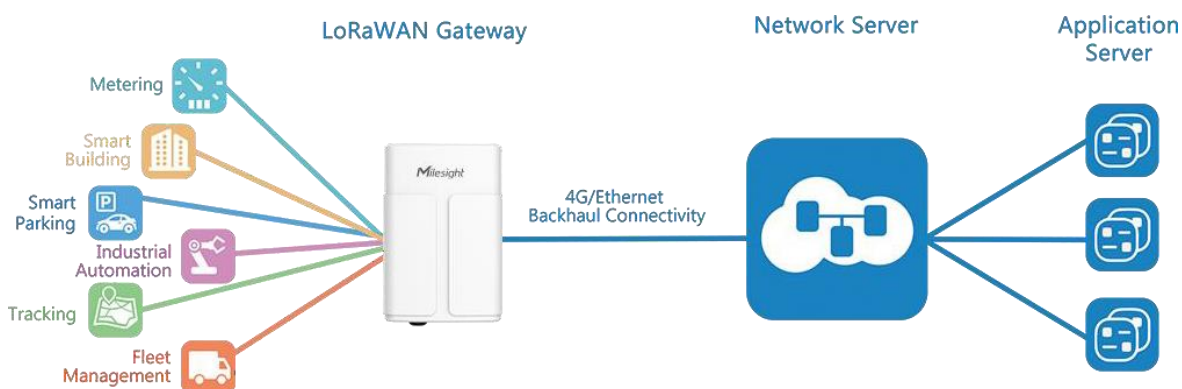 LoRaWAN Gateway
Network Server
Application
Server
Metering
Smart
Building
P
Smart
Parking
Industrial
Automation
Tracking
Fleet
Management
Milesight
4G/Ethernet
Backhaul Connectivity